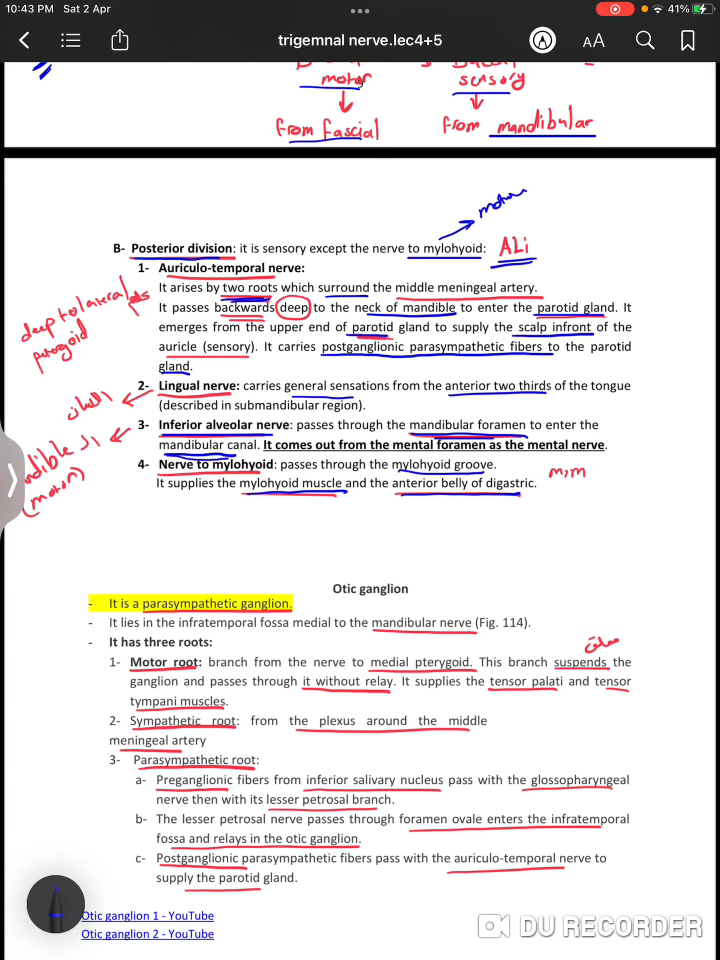 10:43 PM Sat 2 Apr
41%
trigemnal nerve.lec4+5
AA
motor sensory
from fascial from mandibular
motor
B- Posterior division: it is sensory except the nerve to mylohyoid: ALi
1- Auriculo-temporal nerve:
It arises by two roots which surround the middle meningeal artery.
It passes backwards deep to the neck of mandible to enter the parotid gland. It
emerges from the upper end of parotid gland to supply the scalp infront of the
auricle (sensory). It carries postganglionic parasympathetic fibers to the parotid
gland.
deep to lateral
2- Lingual nerve: carries general sensations from the anterior two thirds of the tongue
(described in submandibular region).
اللسان
3- Inferior alveolar nerve: passes through the mandibular foramen to enter the
mandibular canal. It comes out from the mental foramen as the mental nerve.
4- Nerve to mylohyoid: passes through the mylohyoid groove.
It supplies the mylohyoid muscle and the anterior belly of digastric.
(motor)
Otic ganglion
- It is a parasympathetic ganglion.
- It lies in the infratemporal fossa medial to the mandibular nerve (Fig. 114).
- It has three roots:
1- Motor root: branch from the nerve to medial pterygoid. This branch suspends the
ganglion and passes through it without relay. It supplies the tensor palati and tensor
tympani muscles.
2- Sympathetic root: from the plexus around the middle
meningeal artery
3- Parasympathetic root:
a- Preganglionic fibers from inferior salivary nucleus pass with the glossopharyngeal
nerve then with its lesser petrosal branch.
b- The lesser petrosal nerve passes through foramen ovale enters the infratemporal
fossa and relays in the otic ganglion.
c- Postganglionic parasympathetic fibers pass with the auriculo-temporal nerve to
supply the parotid gland.
Otic ganglion 1 - YouTube
Otic ganglion 2 - YouTube
DU RECORDER